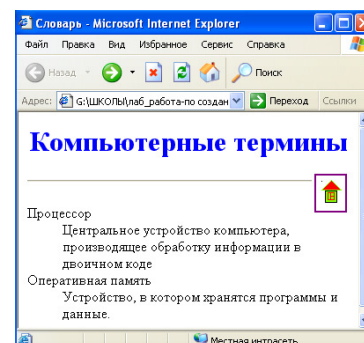 Словарь - Microsoft Internet Explorer
Файл Правка Вид Избранное Сервис Справка
Назад Поиск
Адрес: G:\ШКОЛЫ\лаб_работа-по создан Переход Ссылки
Компьютерные термины
Процессор
Центральное устройство компьютера,
производящее обработку информации в
двоичном коде
Оперативная память
Устройство, в котором хранятся программы и
данные.
Местная интрасеть